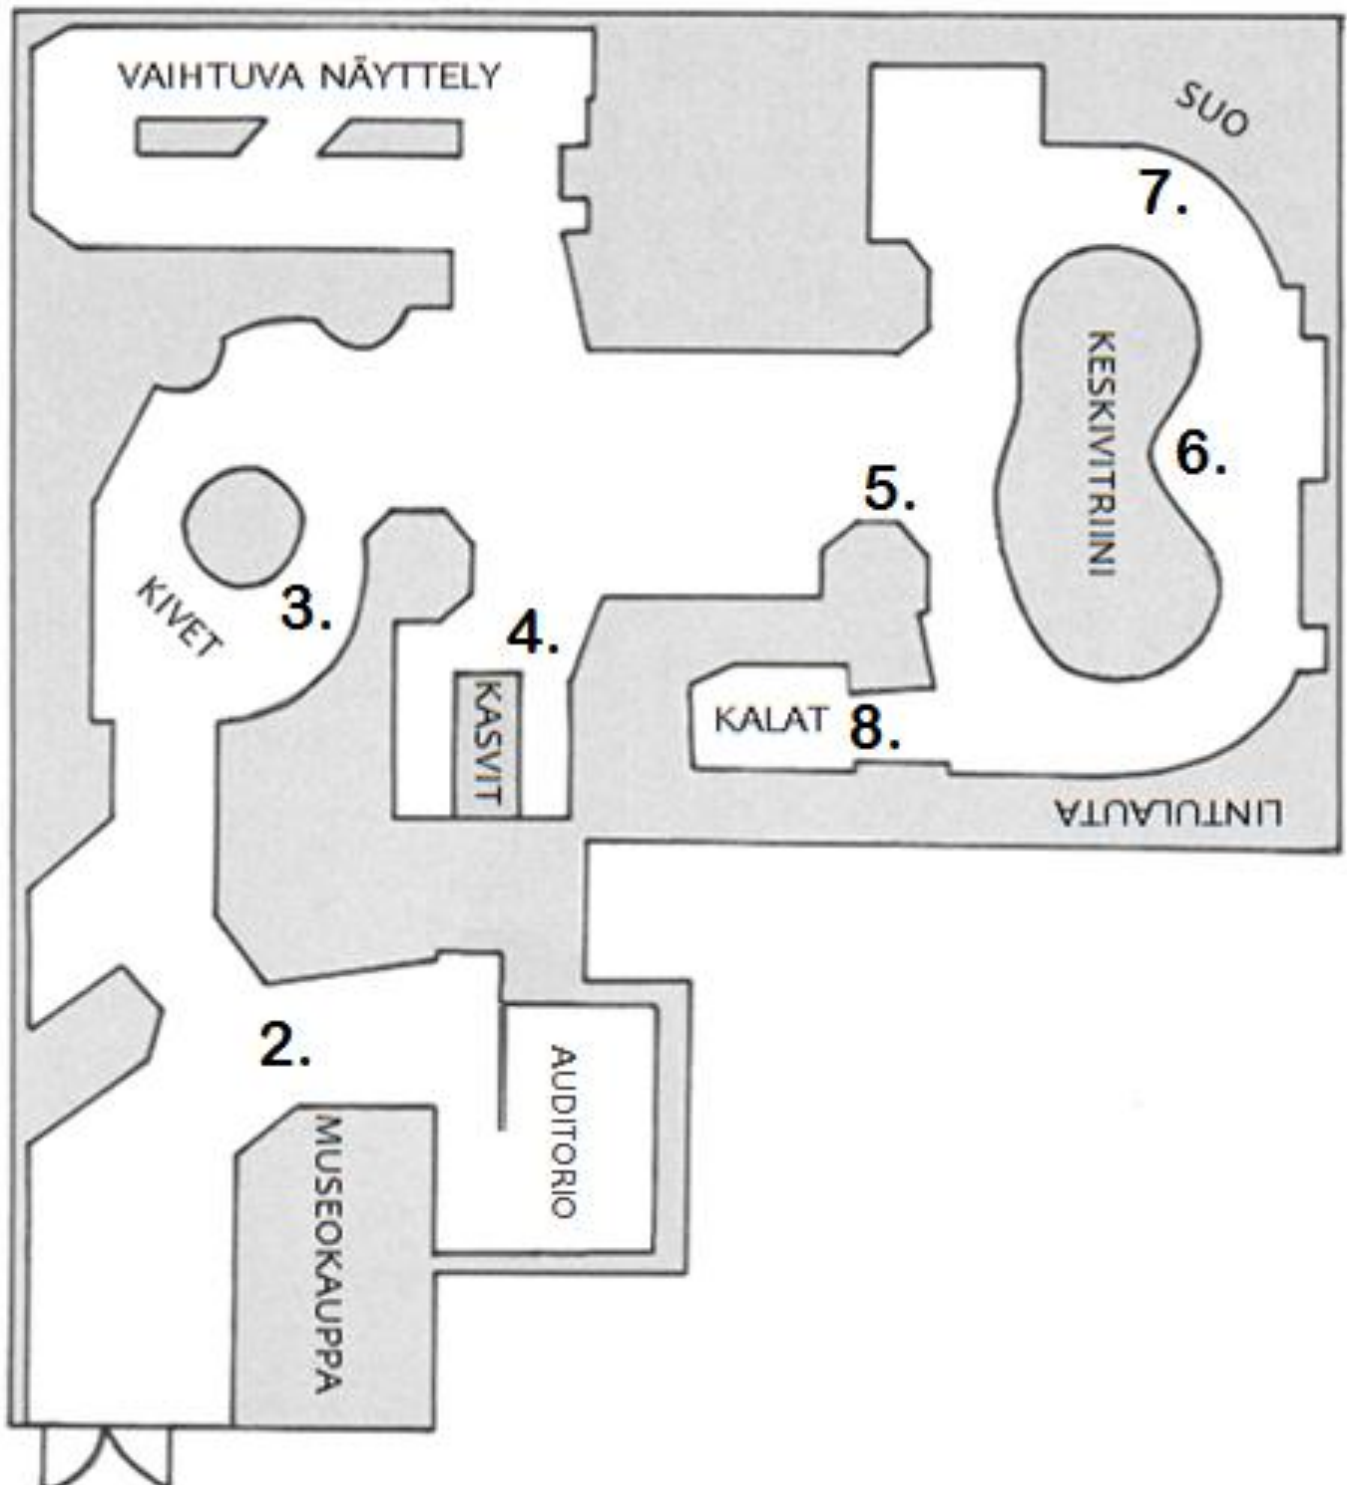 VAIHTUVA NÄYTTELY
SUO
7.
KESKIVITRIINI
6.
5.
KIVET
3.
4.
KASVIT
KALAT
8.
LINTULAUTA
2.
AUDITORIO
MUSEOKAUPPA